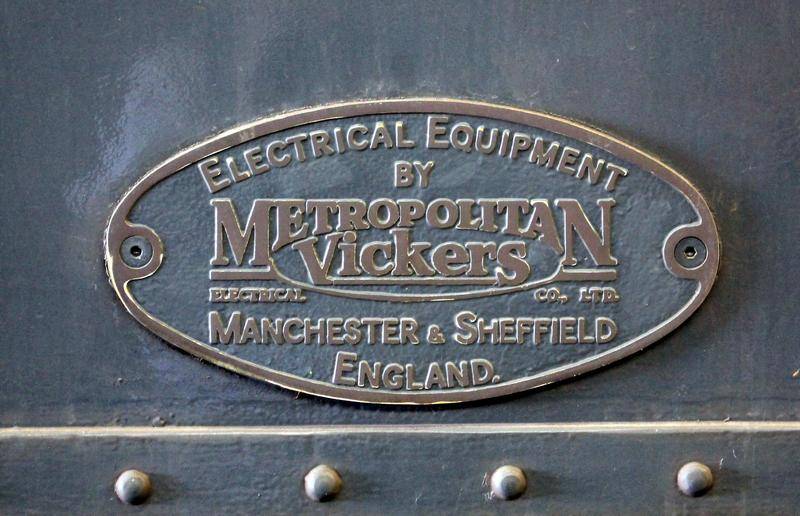 ELECTRICAL EQUIPMENT
BY
METROPOLITAN
Vickers
ELECTRICAL CO., LTD.
MANCHESTER & SHEFFIELD
ENGLAND.